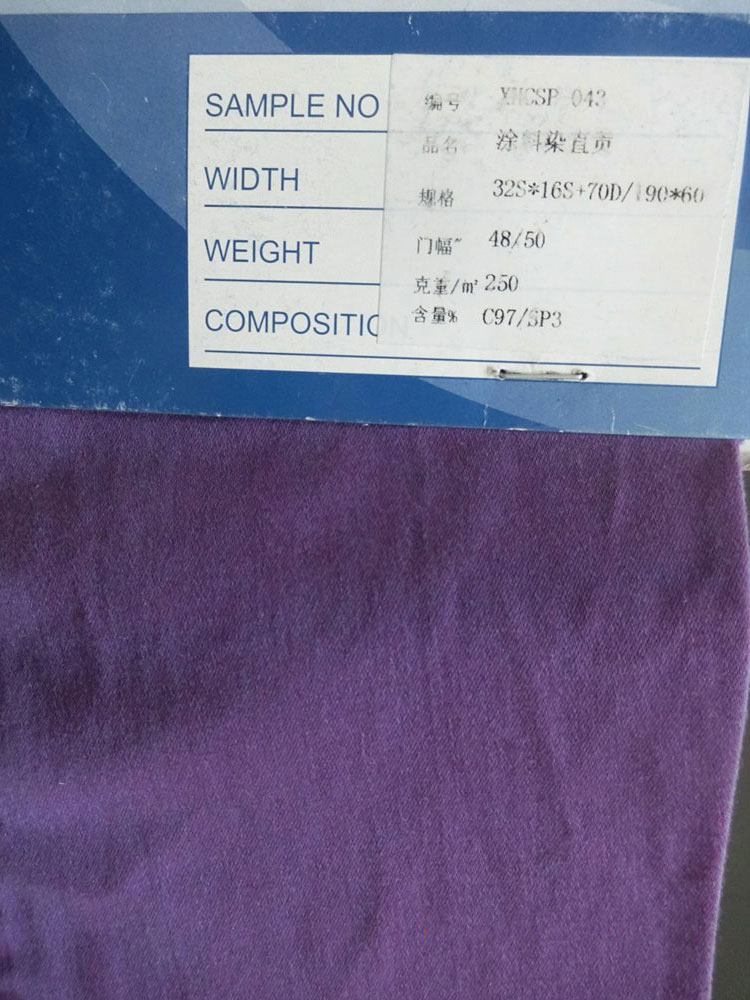 SAMPLE NO
编号 XHCSP 043
品名 涂料染直贡
WIDTH
规格 32S*16S+70D/190*60
WEIGHT
门幅" 48/50
克重/㎡ 250
COMPOSITION
含量% C97/SP3